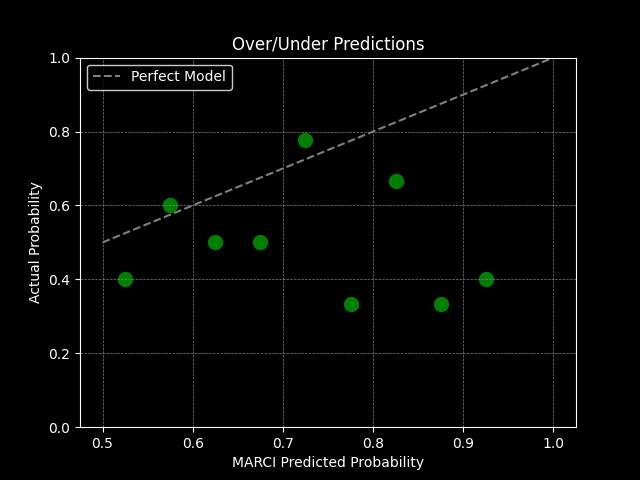 Over/Under Predictions
Perfect Model
Actual Probability
1.0
0.8
0.6
0.4
0.2
0.0
0.5 0.6 0.7 0.8 0.9 1.0
MARCI Predicted Probability